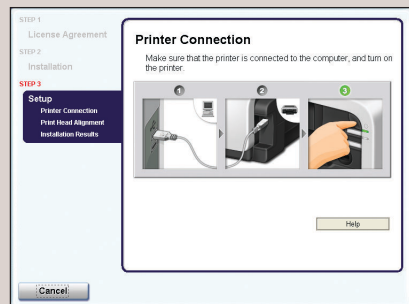 STEP 1
License Agreement
STEP 2
Installation
STEP 3
Setup
Printer Connection
Print Head Alignment
Installation Results
Printer Connection
Make sure that the printer is connected to the computer, and turn on
the printer.
1
2
3
Help
Cancel